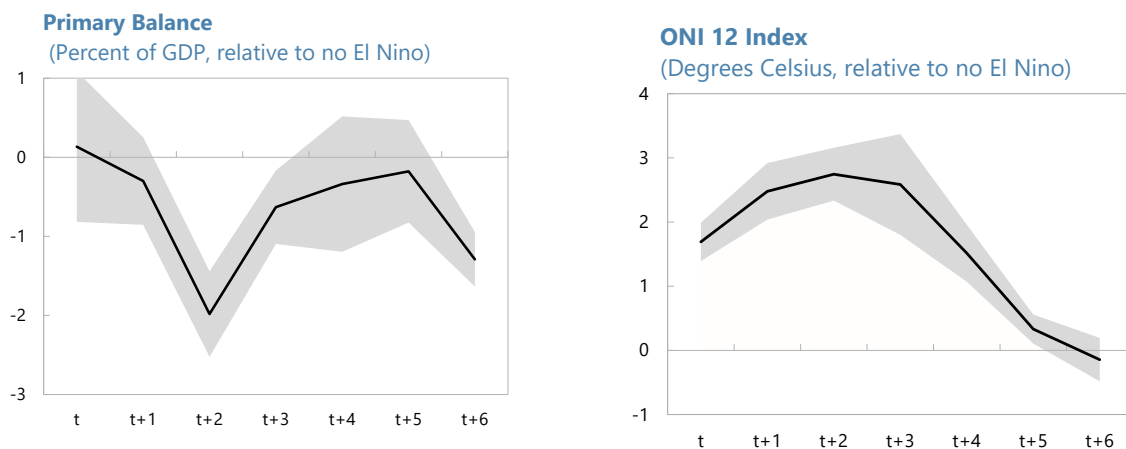 Primary Balance
(Percent of GDP, relative to no El Nino)
1
0
-1
-2
-3
t t+1 t+2 t+3 t+4 t+5 t+6
ONI 12 Index
(Degrees Celsius, relative to no El Nino)
4
3
2
1
0
-1
t t+1 t+2 t+3 t+4 t+5 t+6